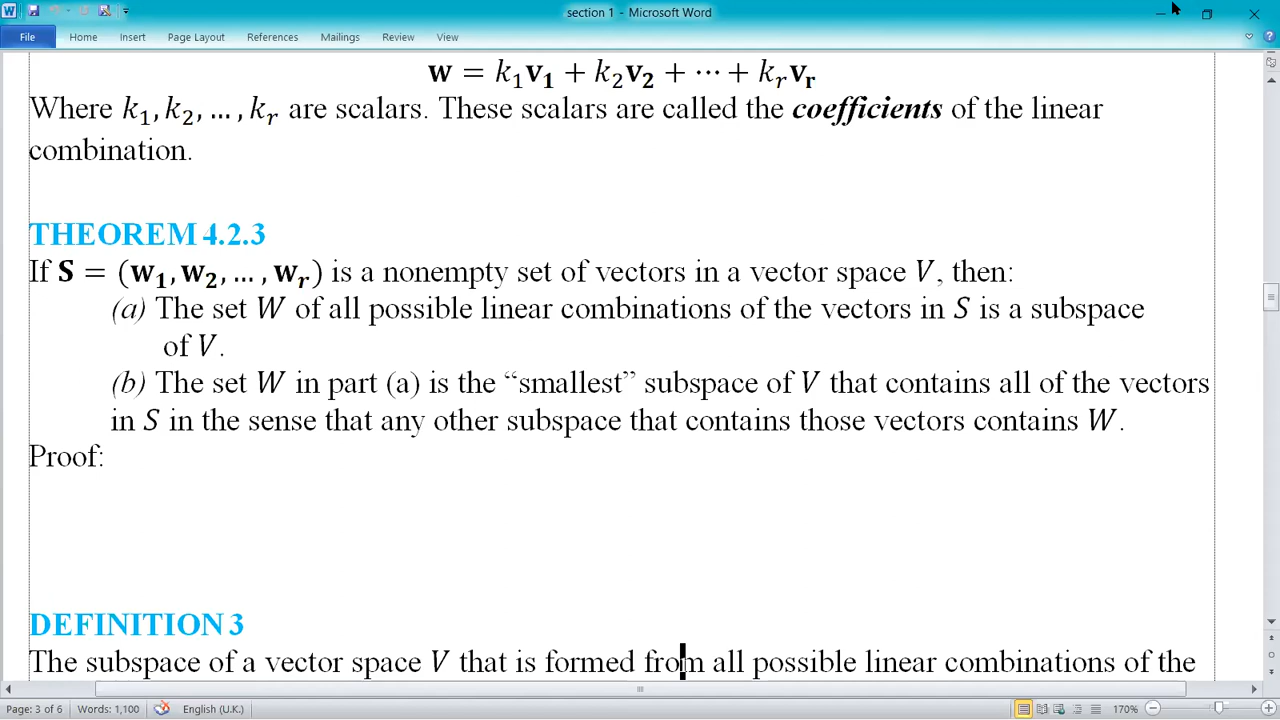 section 1 - Microsoft Word
File Home Insert Page Layout References Mailings Review View
w = k₁v₁ + k₂v₂ + ⋯ + kᵣvᵣ
Where k₁, k₂, … , kᵣ are scalars. These scalars are called the coefficients of the linear
combination.
THEOREM 4.2.3
If S = (w₁, w₂, … , wᵣ) is a nonempty set of vectors in a vector space V, then:
(a) The set W of all possible linear combinations of the vectors in S is a subspace
of V.
(b) The set W in part (a) is the “smallest” subspace of V that contains all of the vectors
in S in the sense that any other subspace that contains those vectors contains W.
Proof:
DEFINITION 3
The subspace of a vector space V that is formed from all possible linear combinations of the
Page: 3 of 6 Words: 1,100 English (U.K.) 170%